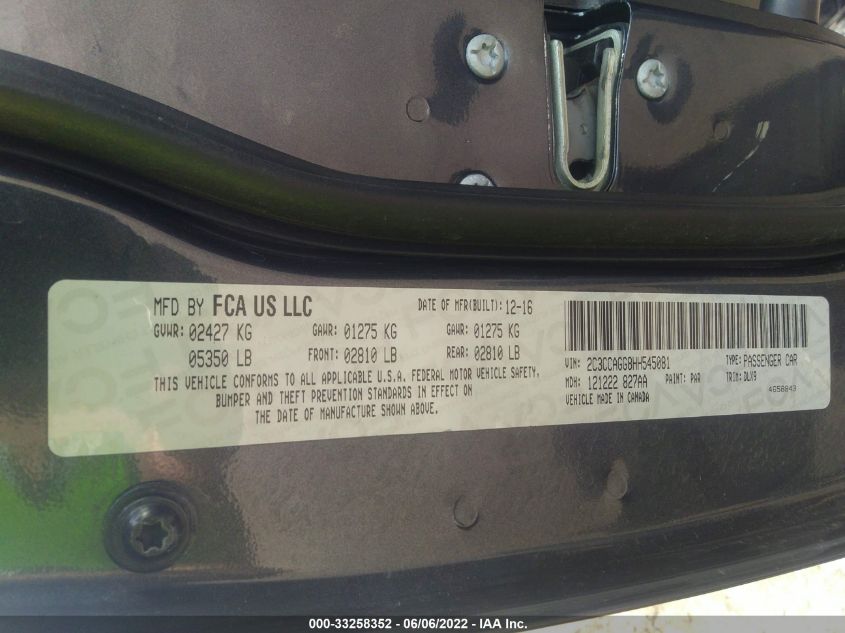 MFD BY FCA US LLC DATE OF MFR(BUILT): 12-16
GVWR: 02427 KG GAWR: 01275 KG GAWR: 01275 KG
05350 LB FRONT: 02810 LB REAR: 02810 LB
THIS VEHICLE CONFORMS TO ALL APPLICABLE U.S.A. FEDERAL MOTOR VEHICLE SAFETY,
BUMPER AND THEFT PREVENTION STANDARDS IN EFFECT ON
THE DATE OF MANUFACTURE SHOWN ABOVE.
VIN: 2C3CCAGG8HH545081 TYPE: PASSENGER CAR
MDH: 121222 827AA PAINT: PAR TRIM: DLX9
VEHICLE MADE IN CANADA 4658843
000-33258352 - 06/06/2022 - IAA Inc.